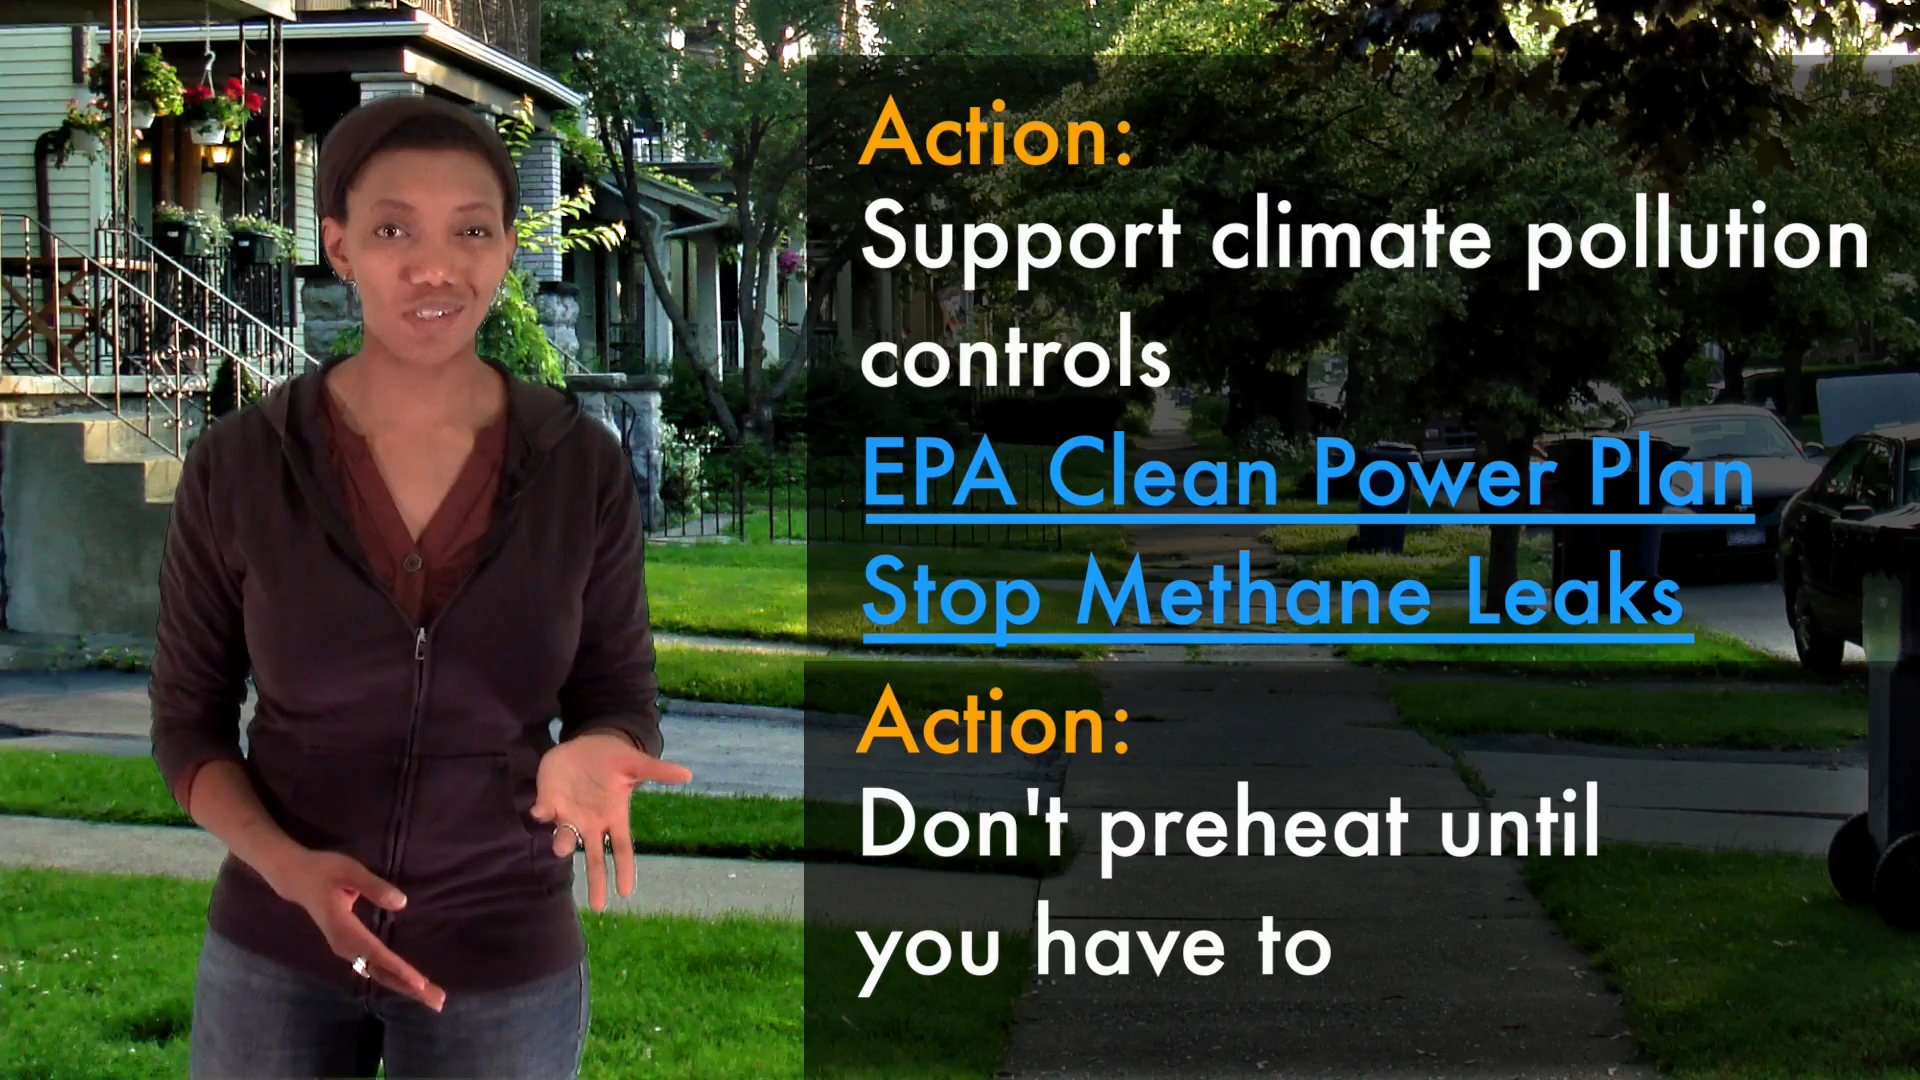 Action:
Support climate pollution
controls
EPA Clean Power Plan
Stop Methane Leaks
Action:
Don't preheat until
you have to